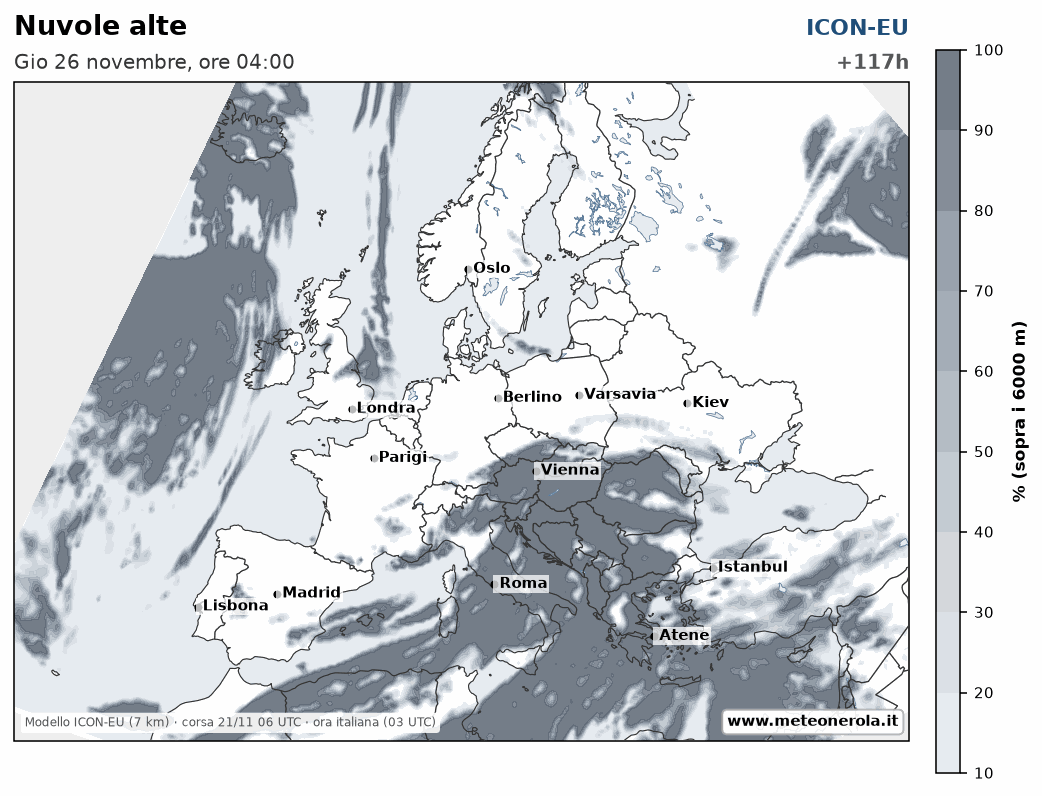 Nuvole alte
ICON-EU
Gio 26 novembre, ore 04:00
+117h
Oslo
Berlino
Varsavia
Kiev
Londra
Parigi
Vienna
Istanbul
Roma
Madrid
Lisbona
Atene
Modello ICON-EU (7 km) · corsa 21/11 06 UTC · ora italiana (03 UTC)
www.meteonerola.it
100
90
80
70
60
50
40
30
20
10
% (sopra i 6000 m)